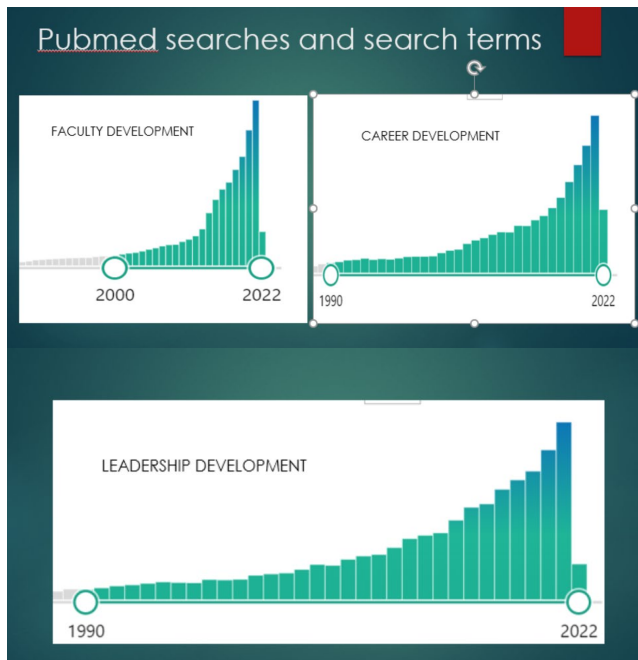 Pubmed searches and search terms
FACULTY DEVELOPMENT
2000 2022
CAREER DEVELOPMENT
1990 2022
LEADERSHIP DEVELOPMENT
1990 2022